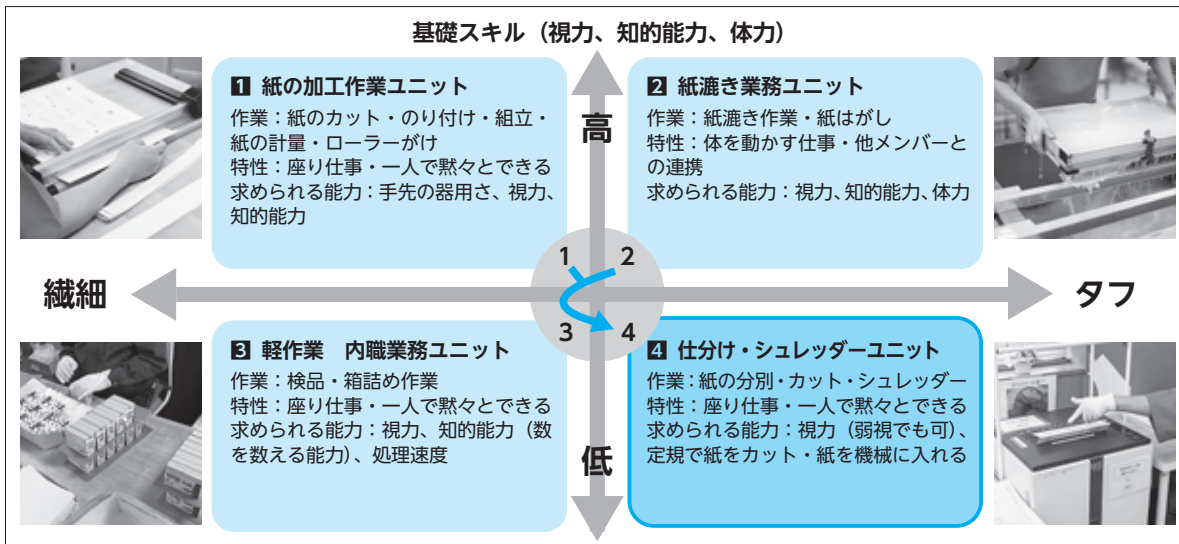 基礎スキル（視力、知的能力、体力）
1 紙の加工作業ユニット
作業：紙のカット・のり付け・組立・
紙の計量・ローラーがけ
特性：座り仕事・一人で黙々とできる
求められる能力：手先の器用さ、視力、
知的能力
高
2 紙漉き業務ユニット
作業：紙漉き作業・紙はがし
特性：体を動かす仕事・他メンバーと
の連携
求められる能力：視力、知的能力、体力
1
2
繊細
タフ
3
4
3 軽作業　内職業務ユニット
作業：検品・箱詰め作業
特性：座り仕事・一人で黙々とできる
求められる能力：視力、知的能力（数
を数える能力）、処理速度
低
4 仕分け・シュレッダーユニット
作業：紙の分別・カット・シュレッダー
特性：座り仕事・一人で黙々とできる
求められる能力：視力（弱視でも可）、
定規で紙をカット・紙を機械に入れる